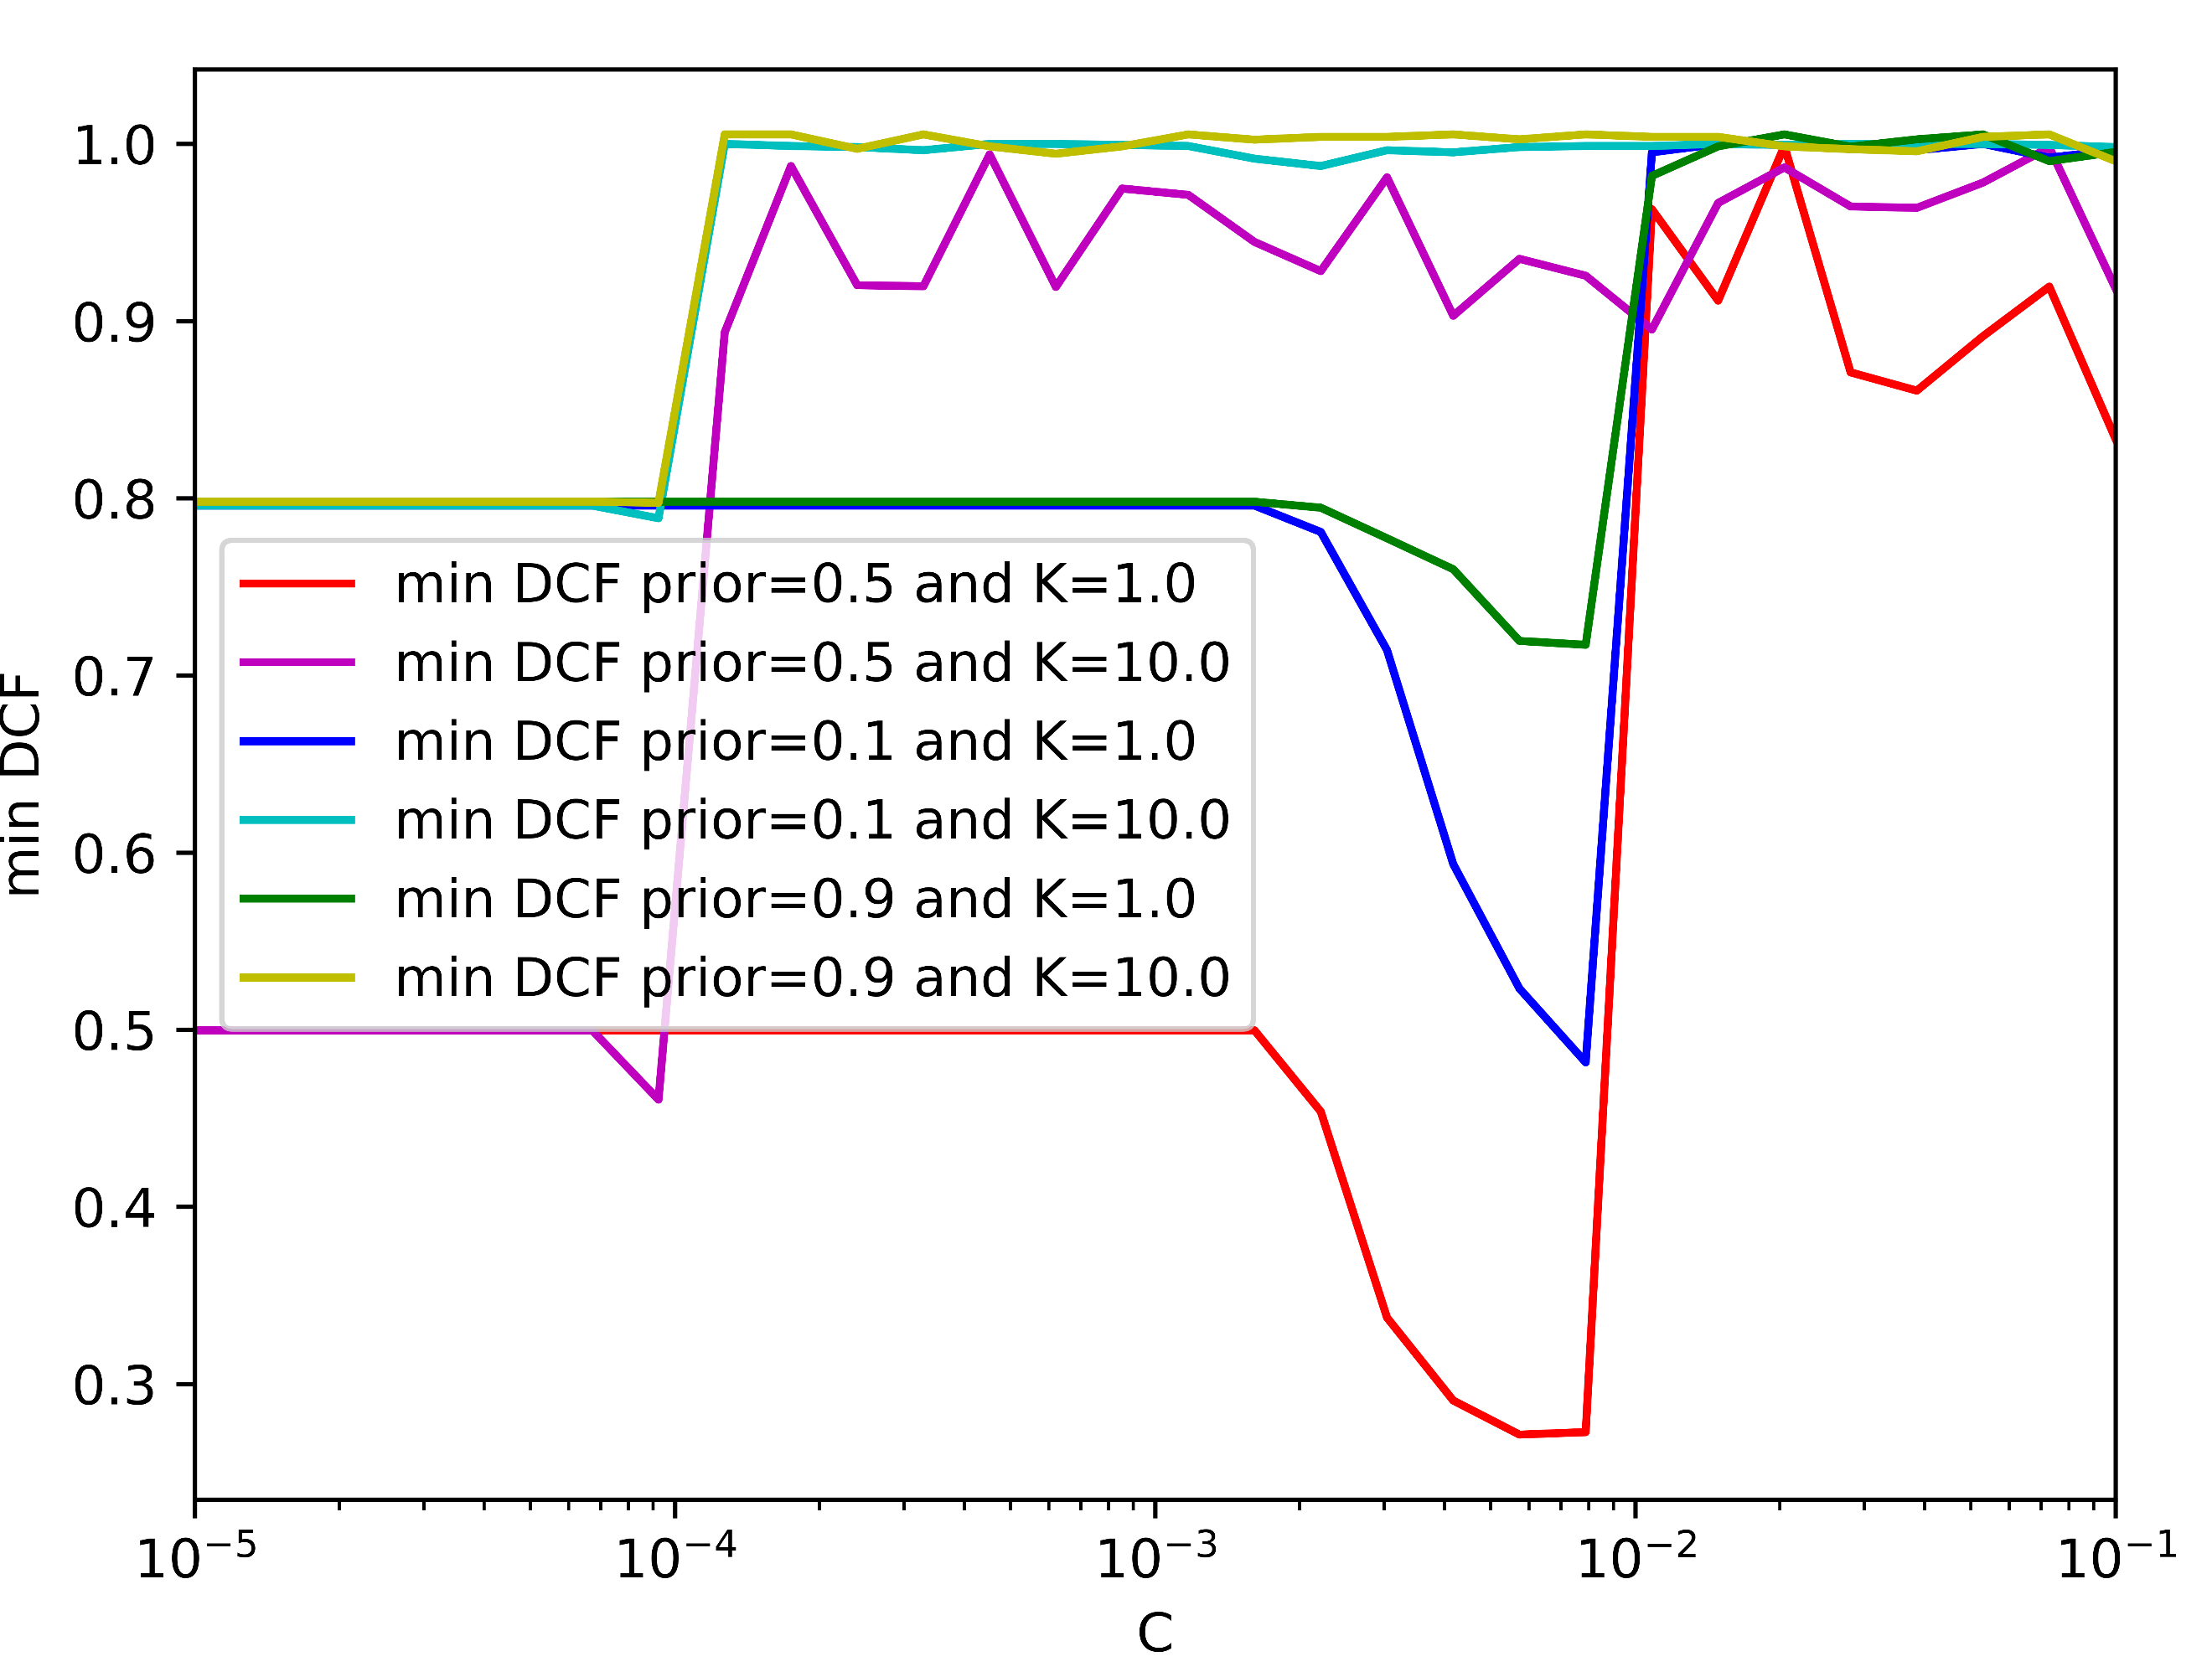 1.0
0.9
0.8
0.7
0.6
0.5
0.4
0.3
min DCF
min DCF prior=0.5 and K=1.0
min DCF prior=0.5 and K=10.0
min DCF prior=0.1 and K=1.0
min DCF prior=0.1 and K=10.0
min DCF prior=0.9 and K=1.0
min DCF prior=0.9 and K=10.0
10⁻⁵ 10⁻⁴ 10⁻³ 10⁻² 10⁻¹
C